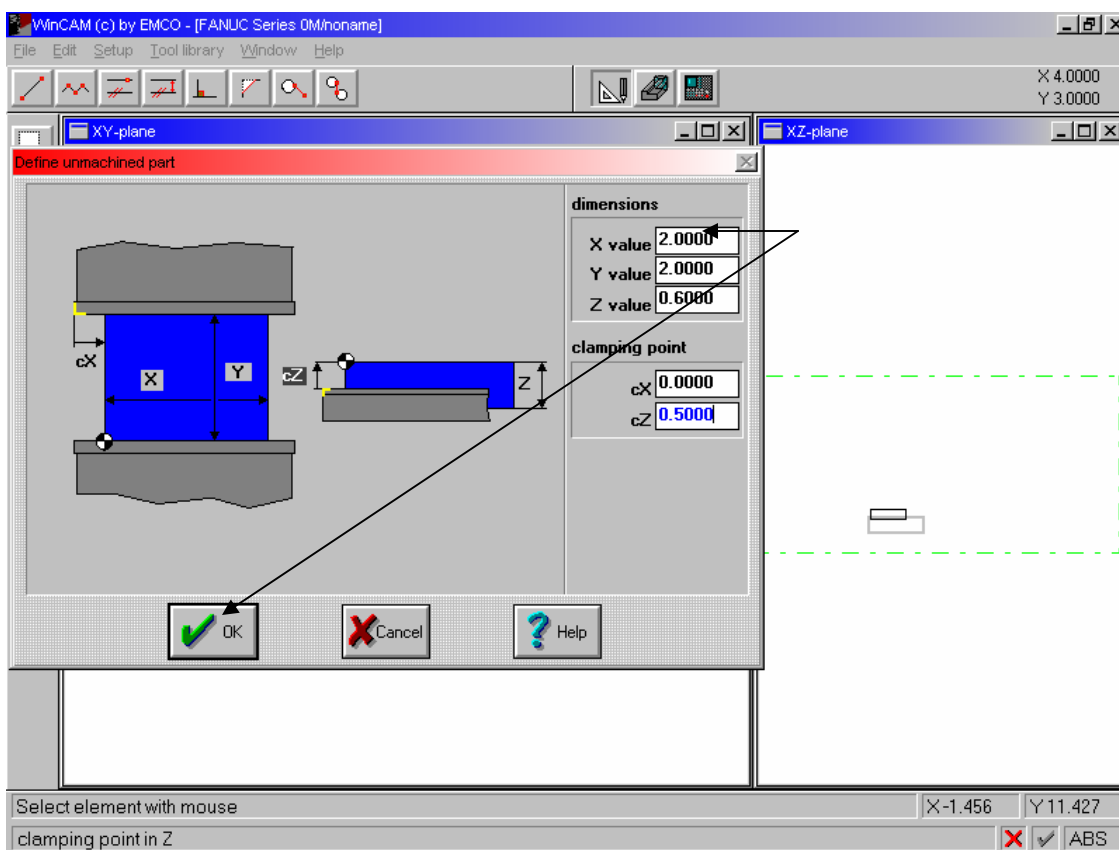 WinCAM (c) by EMCO - [FANUC Series 0M/noname]
File Edit Setup Tool library Window Help
X 4.0000
Y 3.0000
XY-plane
XZ-plane
Define unmachined part
dimensions
X value 2.0000
Y value 2.0000
Z value 0.6000
clamping point
cX 0.0000
cZ 0.5000
cX
X
Y
cZ
Z
OK
Cancel
Help
Select element with mouse
X-1.456
Y11.427
clamping point in Z
ABS